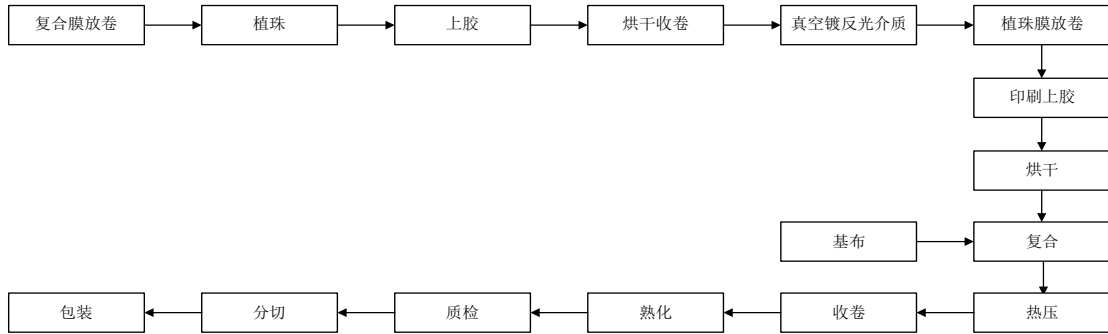 复合膜放卷
植珠
上胶
烘干收卷
真空镀反光介质
植珠膜放卷
印刷上胶
烘干
基布
复合
包装
分切
质检
熟化
收卷
热压